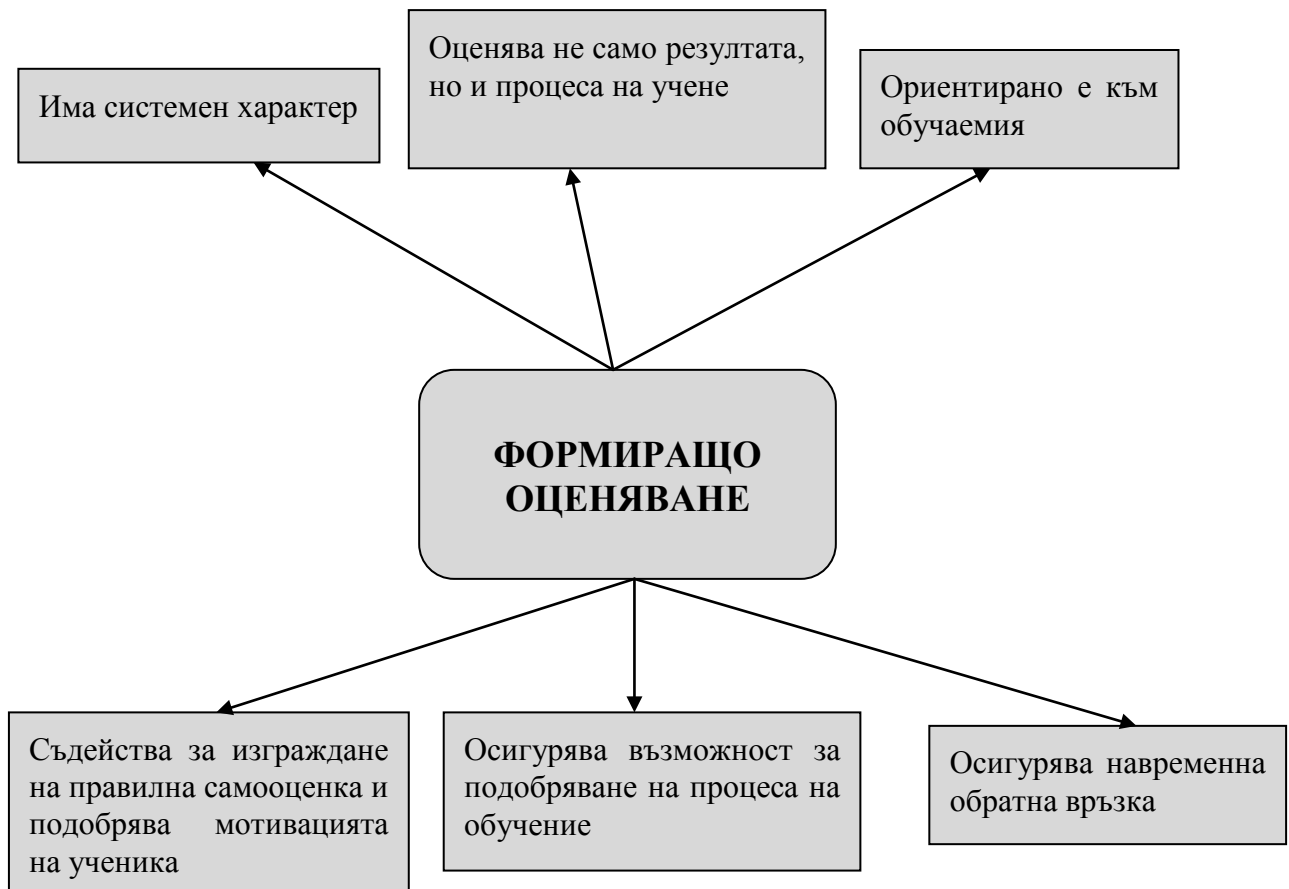 Има системен характер
Оценява не само резултата,
но и процеса на учене
Ориентирано е към
обучаемия
ФОРМИРАЩО
ОЦЕНЯВАНЕ
Съдейства за изграждане
на правилна самооценка и
подобрява мотивацията
на ученика
Осигурява възможност за
подобряване на процеса на
обучение
Осигурява навременна
обратна връзка